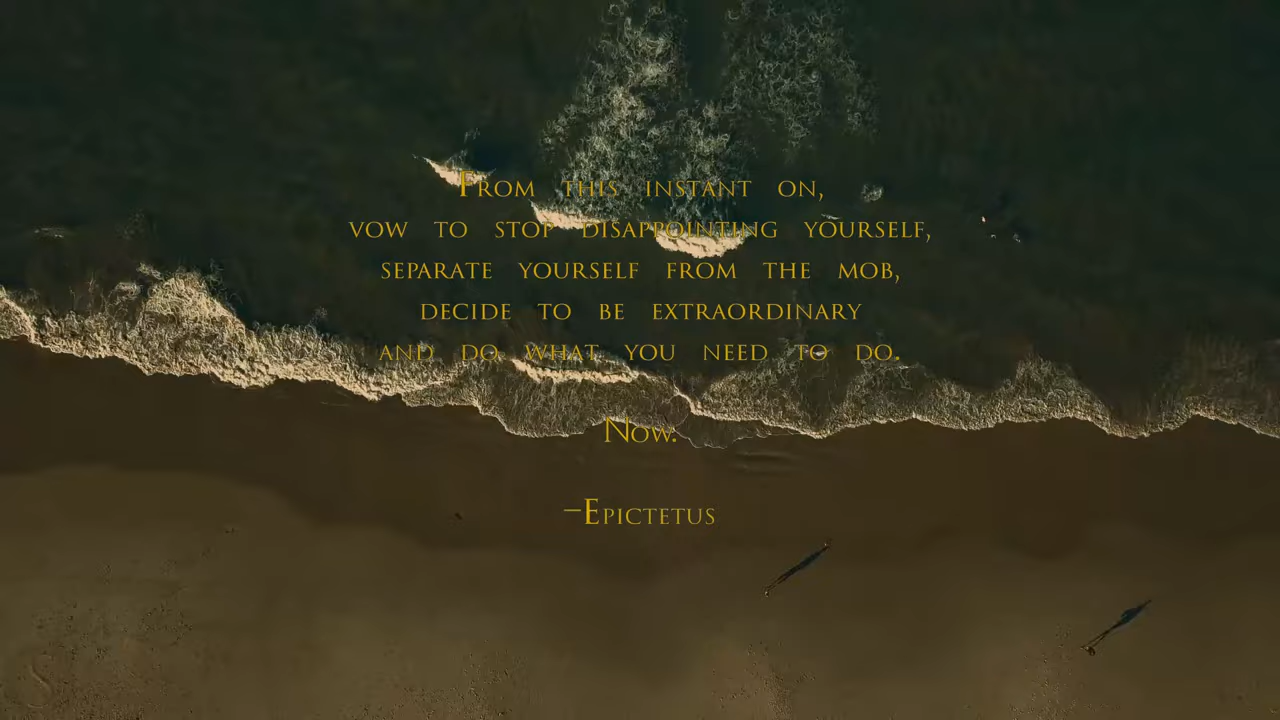 From this instant on,
vow to stop disappointing yourself,
separate yourself from the mob,
decide to be extraordinary
and do what you need to do.
Now.
–Epictetus